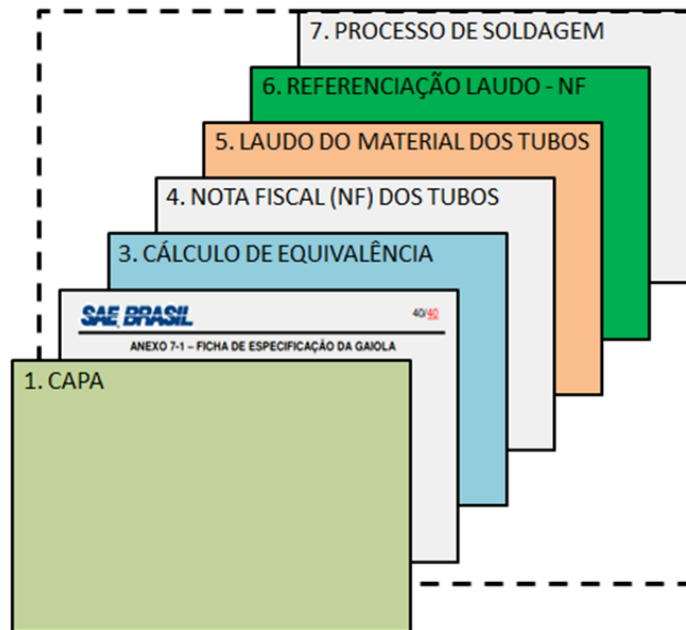 7. PROCESSO DE SOLDAGEM
6. REFERENCIAÇÃO LAUDO - NF
5. LAUDO DO MATERIAL DOS TUBOS
4. NOTA FISCAL (NF) DOS TUBOS
3. CÁLCULO DE EQUIVALÊNCIA
SAE BRASIL 40/40
ANEXO 7-1 – FICHA DE ESPECIFICAÇÃO DA GAIOLA
1. CAPA